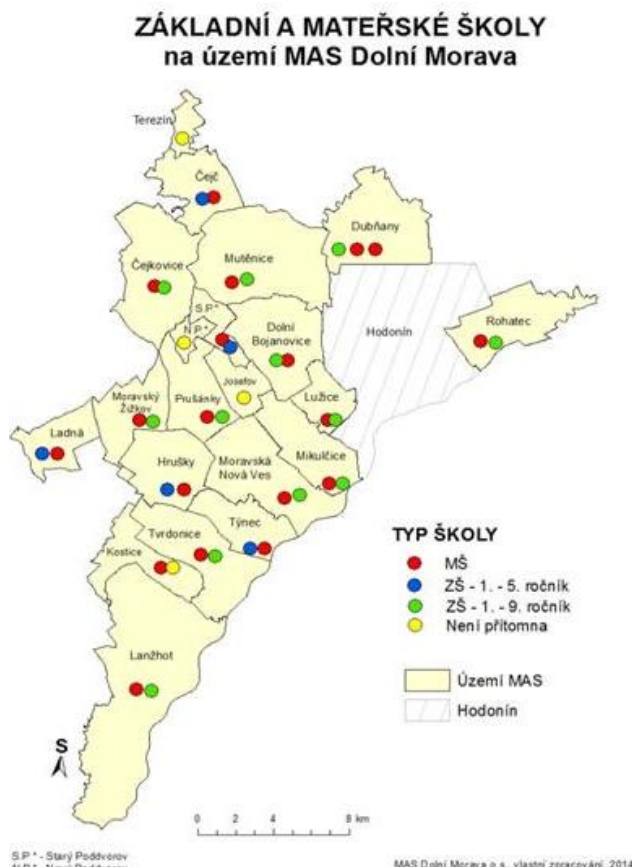 ZÁKLADNÍ A MATEŘSKÉ ŠKOLY
na území MAS Dolní Morava
Terezín
Čejč
Dubňany
Čejkovice
Mutěnice
S.P.*
N.P.*
Dolní
Bojanovice
Hodonín
Rohatec
Josefov
Lužice
Moravský
Žižkov
Prušánky
Ladná
Hrušky
Moravská
Nová Ves
Mikulčice
Týnec
Tvrdonice
Kostice
Lanžhot
TYP ŠKOLY
MŠ
ZŠ - 1. - 5. ročník
ZŠ - 1. - 9. ročník
Není přítomna
Území MAS
Hodonín
S
0 2 4 8 km
S.P.* - Starý Poddvorov
MAS Dolní Morava o.s., vlastní zpracování, 2014